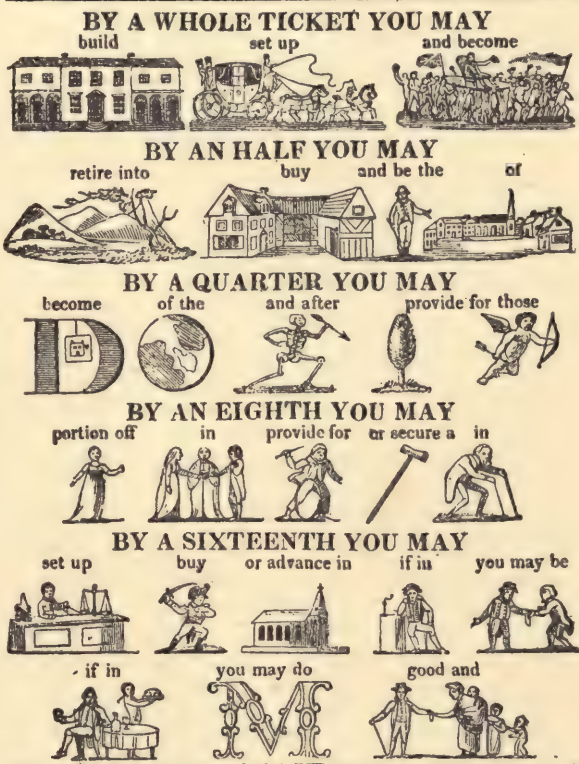 BY A WHOLE TICKET YOU MAY
build set up and become
BY AN HALF YOU MAY
retire into buy and be the of
BY A QUARTER YOU MAY
become of the and after provide for those
D
BY AN EIGHTH YOU MAY
portion off in provide for or secure a in
BY A SIXTEENTH YOU MAY
set up buy or advance in if in you may be
if in you may do good and
M